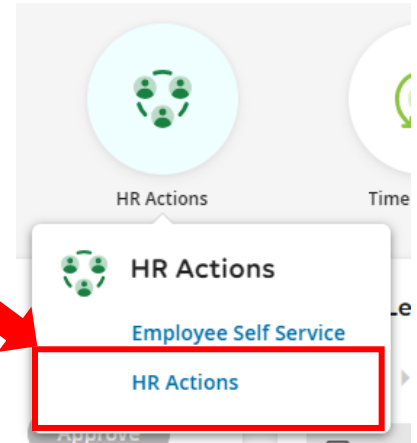 HR Actions
Time
HR Actions
Le
Employee Self Service
HR Actions
Approve